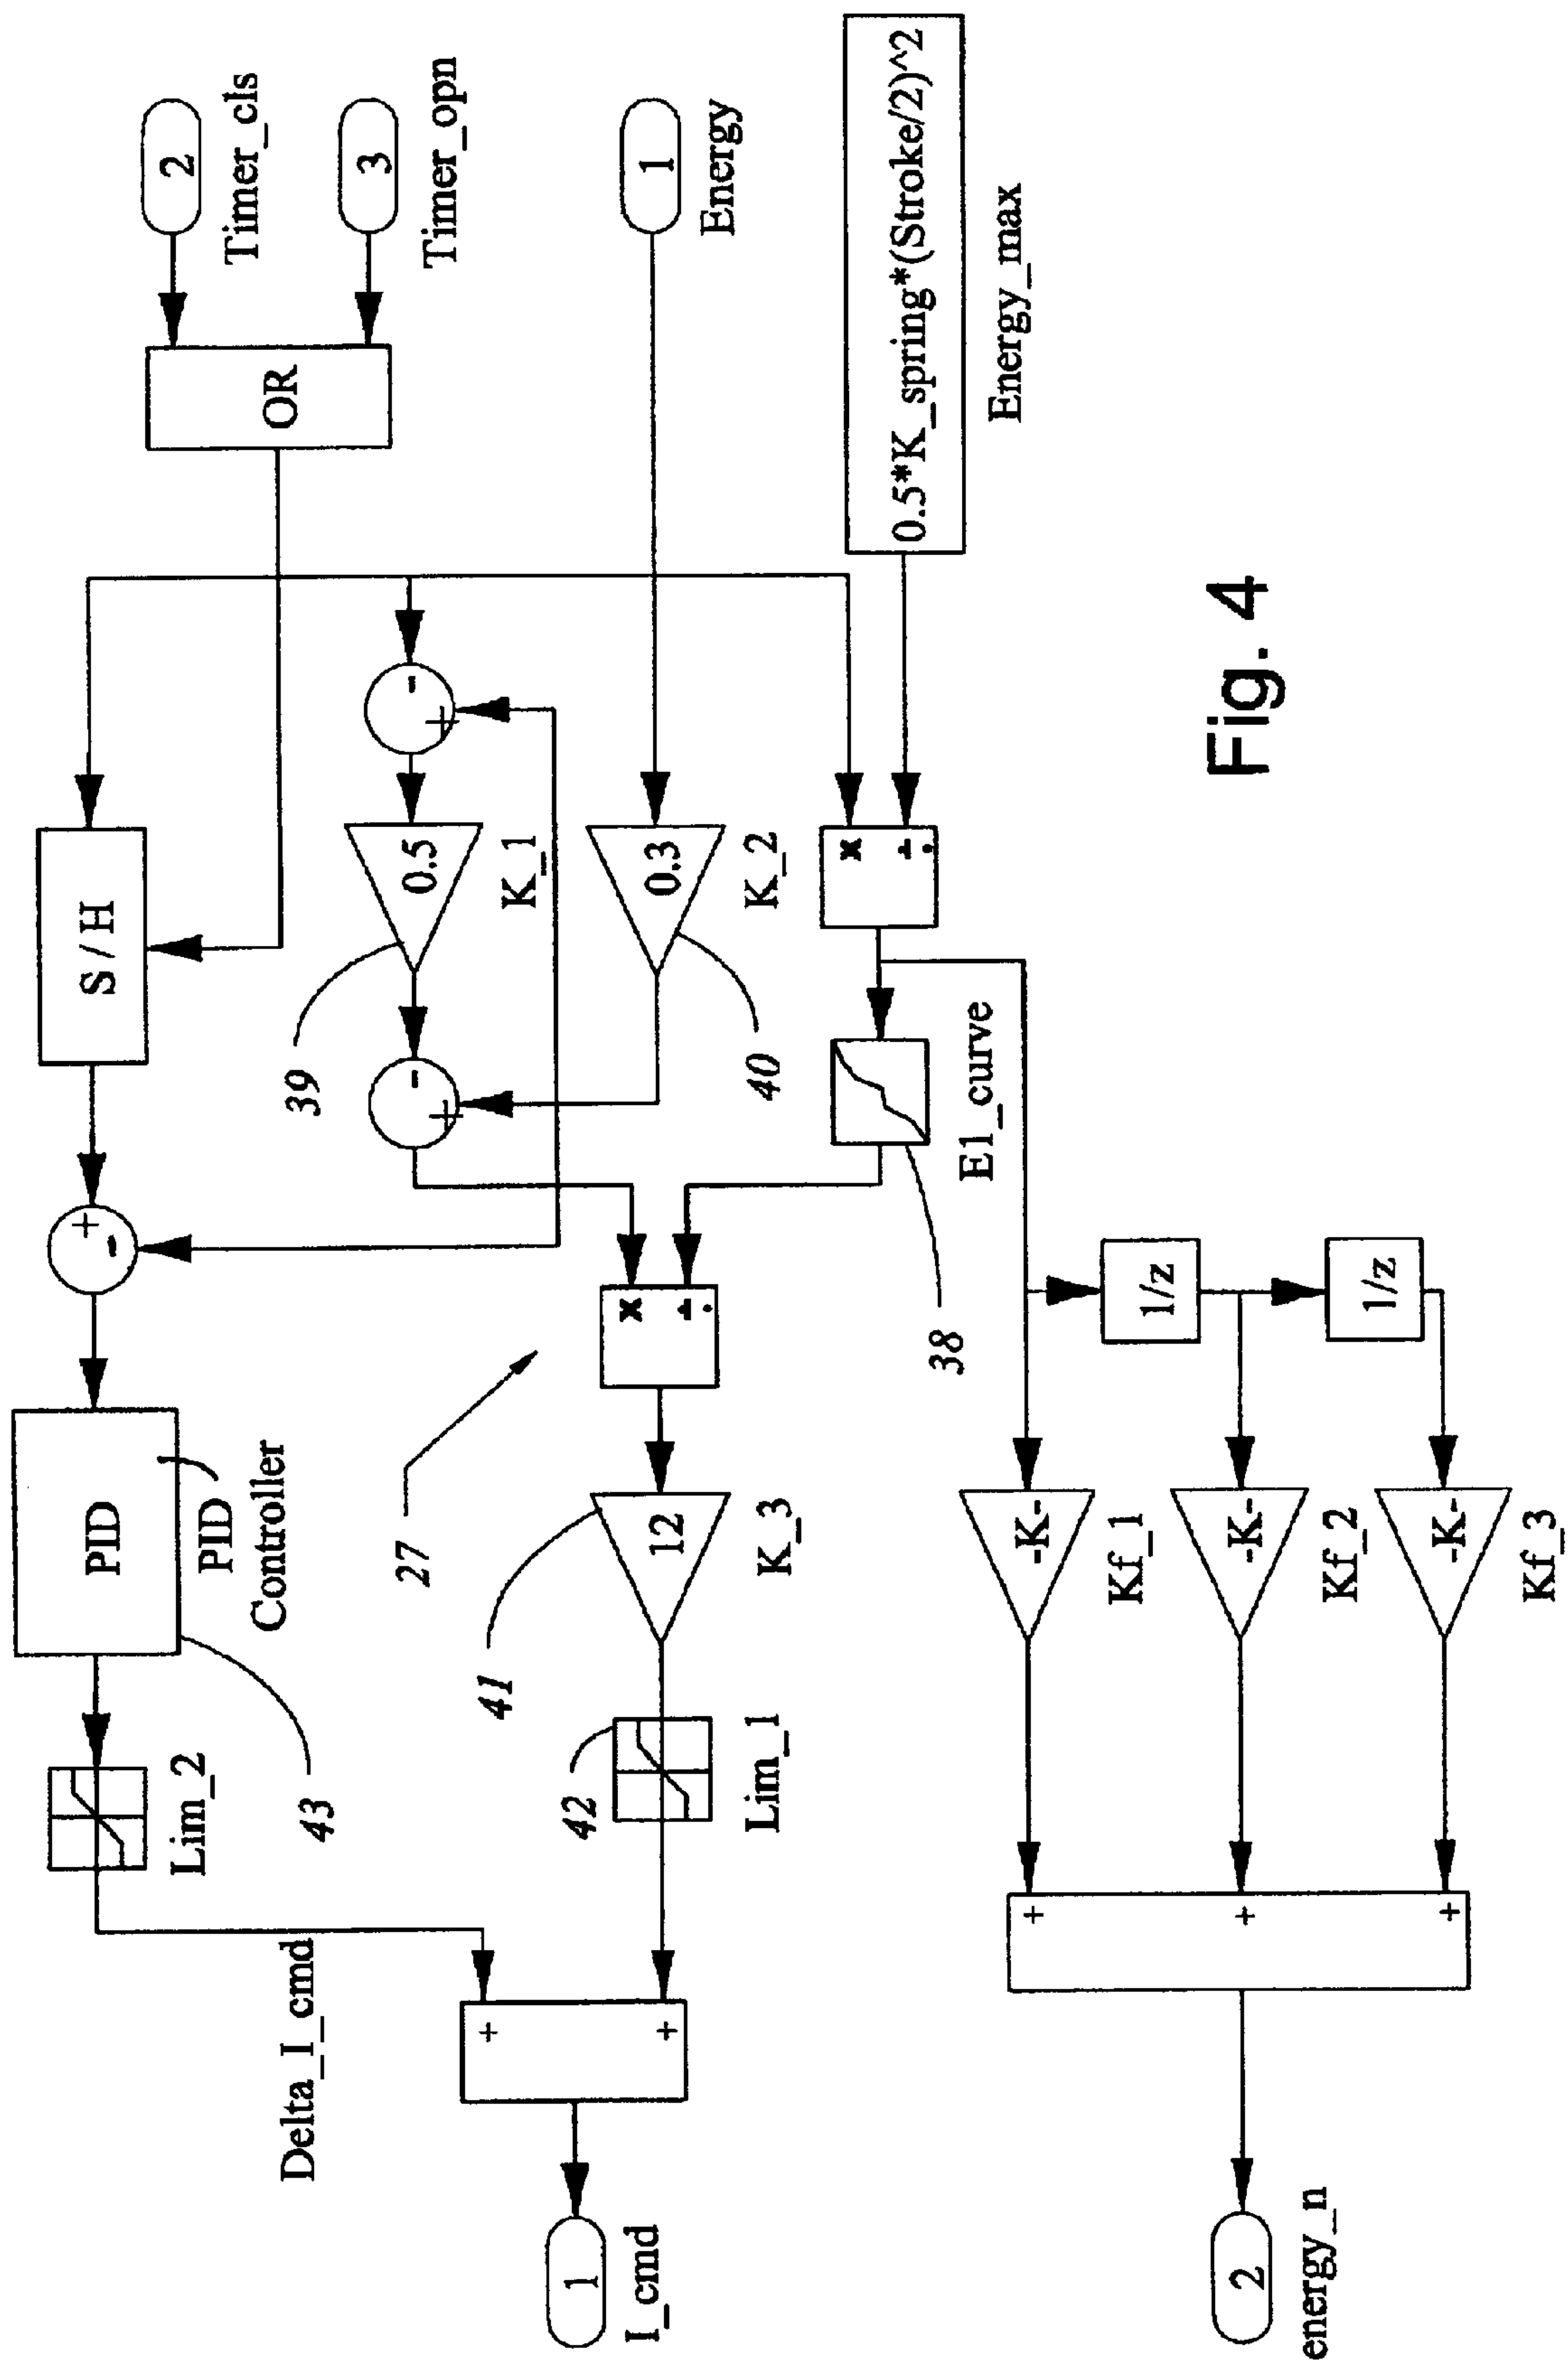 Lim_2
PID
PID
Controller
+
-
S / H
2
Timer_cls
43
Delta_I_cmd
OR
3
Timer_opn
39
-
+
0.5
K_1
-
+
27
1
I_cmd
+
+
42
Lim_1
41
12
K_3
x
÷
40
0.3
K_2
1
Energy
x
÷
0.5*K_spring*(Stroke/2)^2
Energy_max
38
E1_curve
2
energy_n
+
+
+
-K-
Kf_1
-K-
Kf_2
-K-
Kf_3
1/z
1/z
Fig. 4